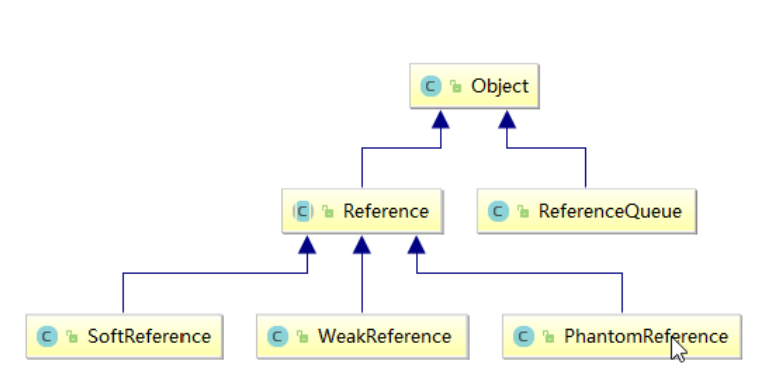 C Object
C Reference
C ReferenceQueue
C SoftReference
C WeakReference
C PhantomReference